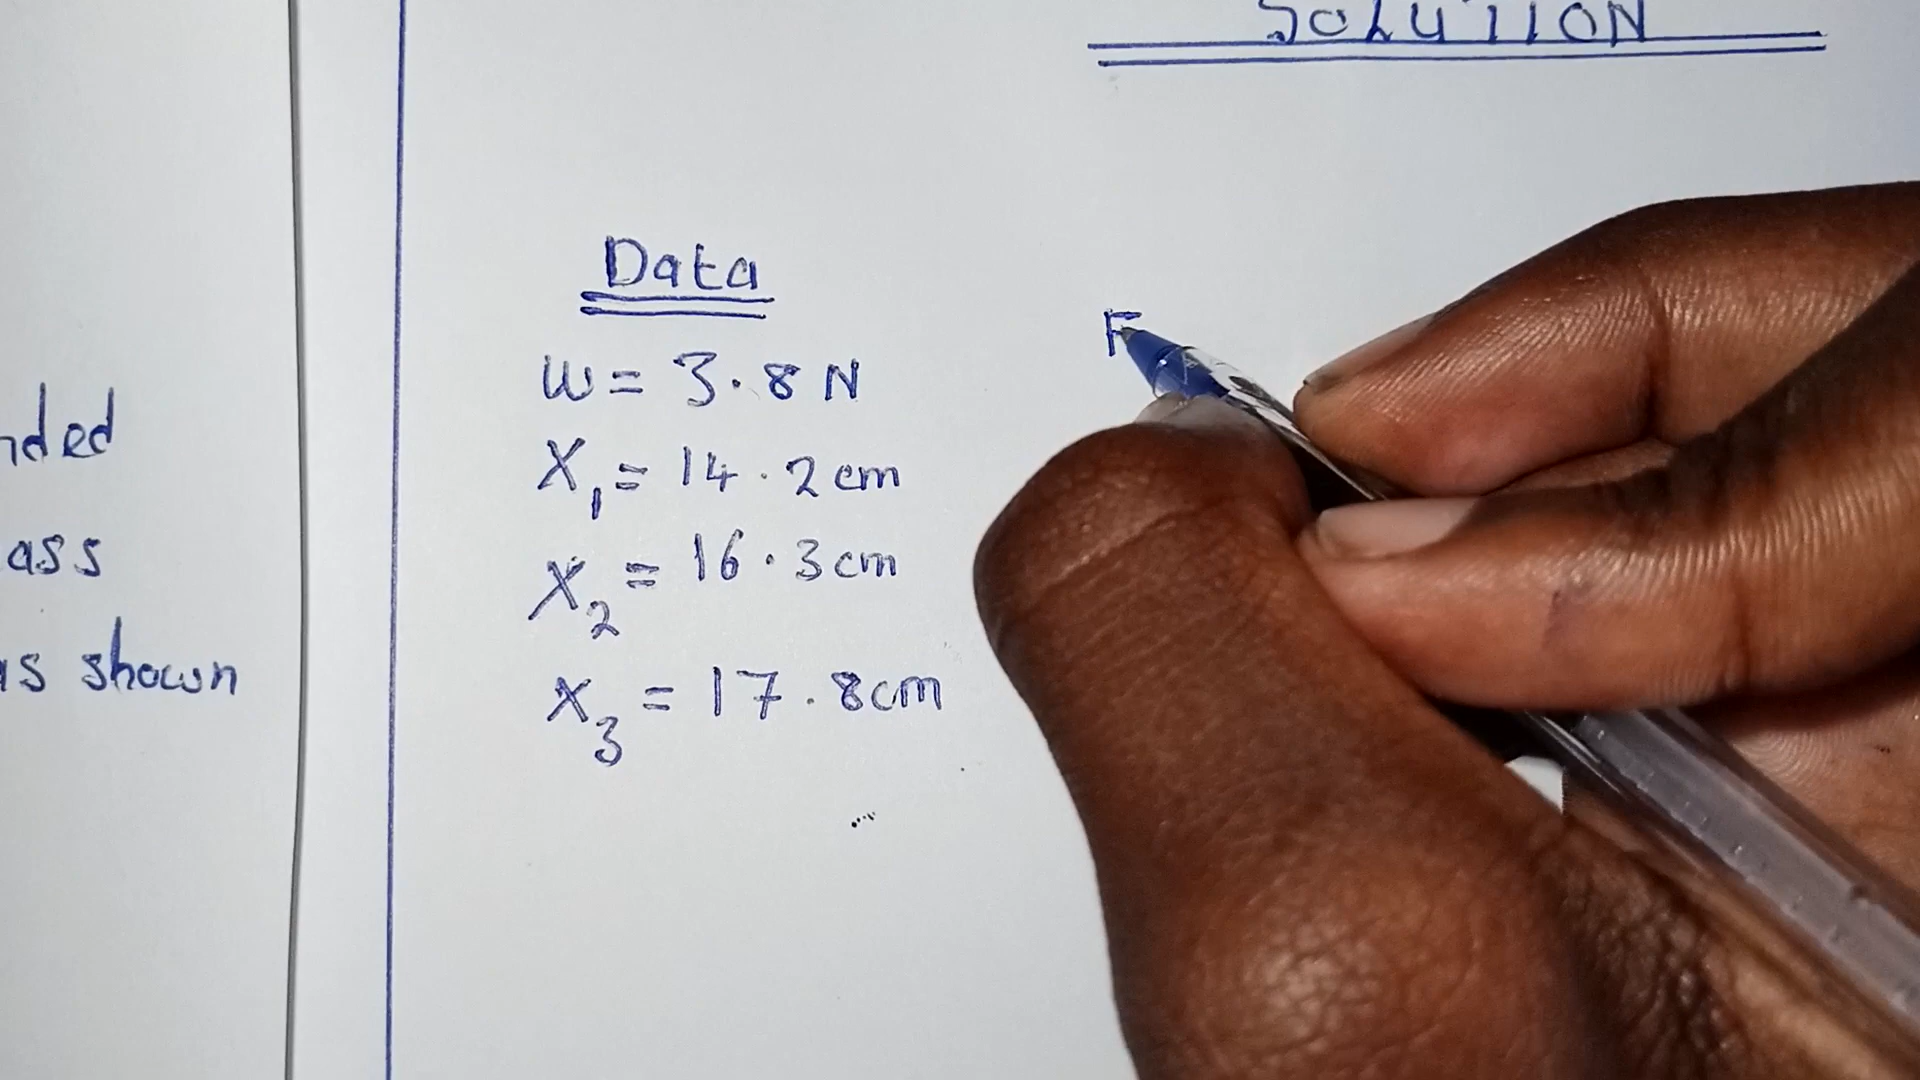 SOLUTION
nded
ass
as shown
Data
W = 3.8 N
X₁ = 14.2 cm
X₂ = 16.3 cm
X₃ = 17.8 cm
F